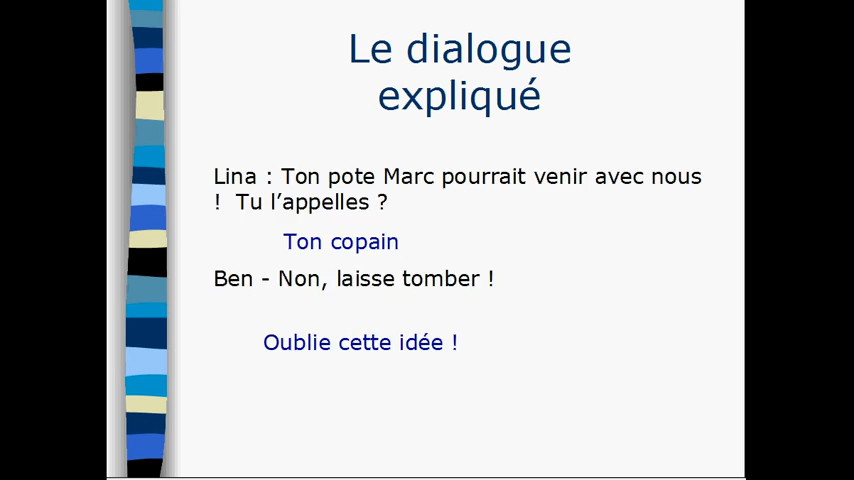 Le dialogue
expliqué
Lina : Ton pote Marc pourrait venir avec nous
! Tu l’appelles ?
Ton copain
Ben - Non, laisse tomber !
Oublie cette idée !